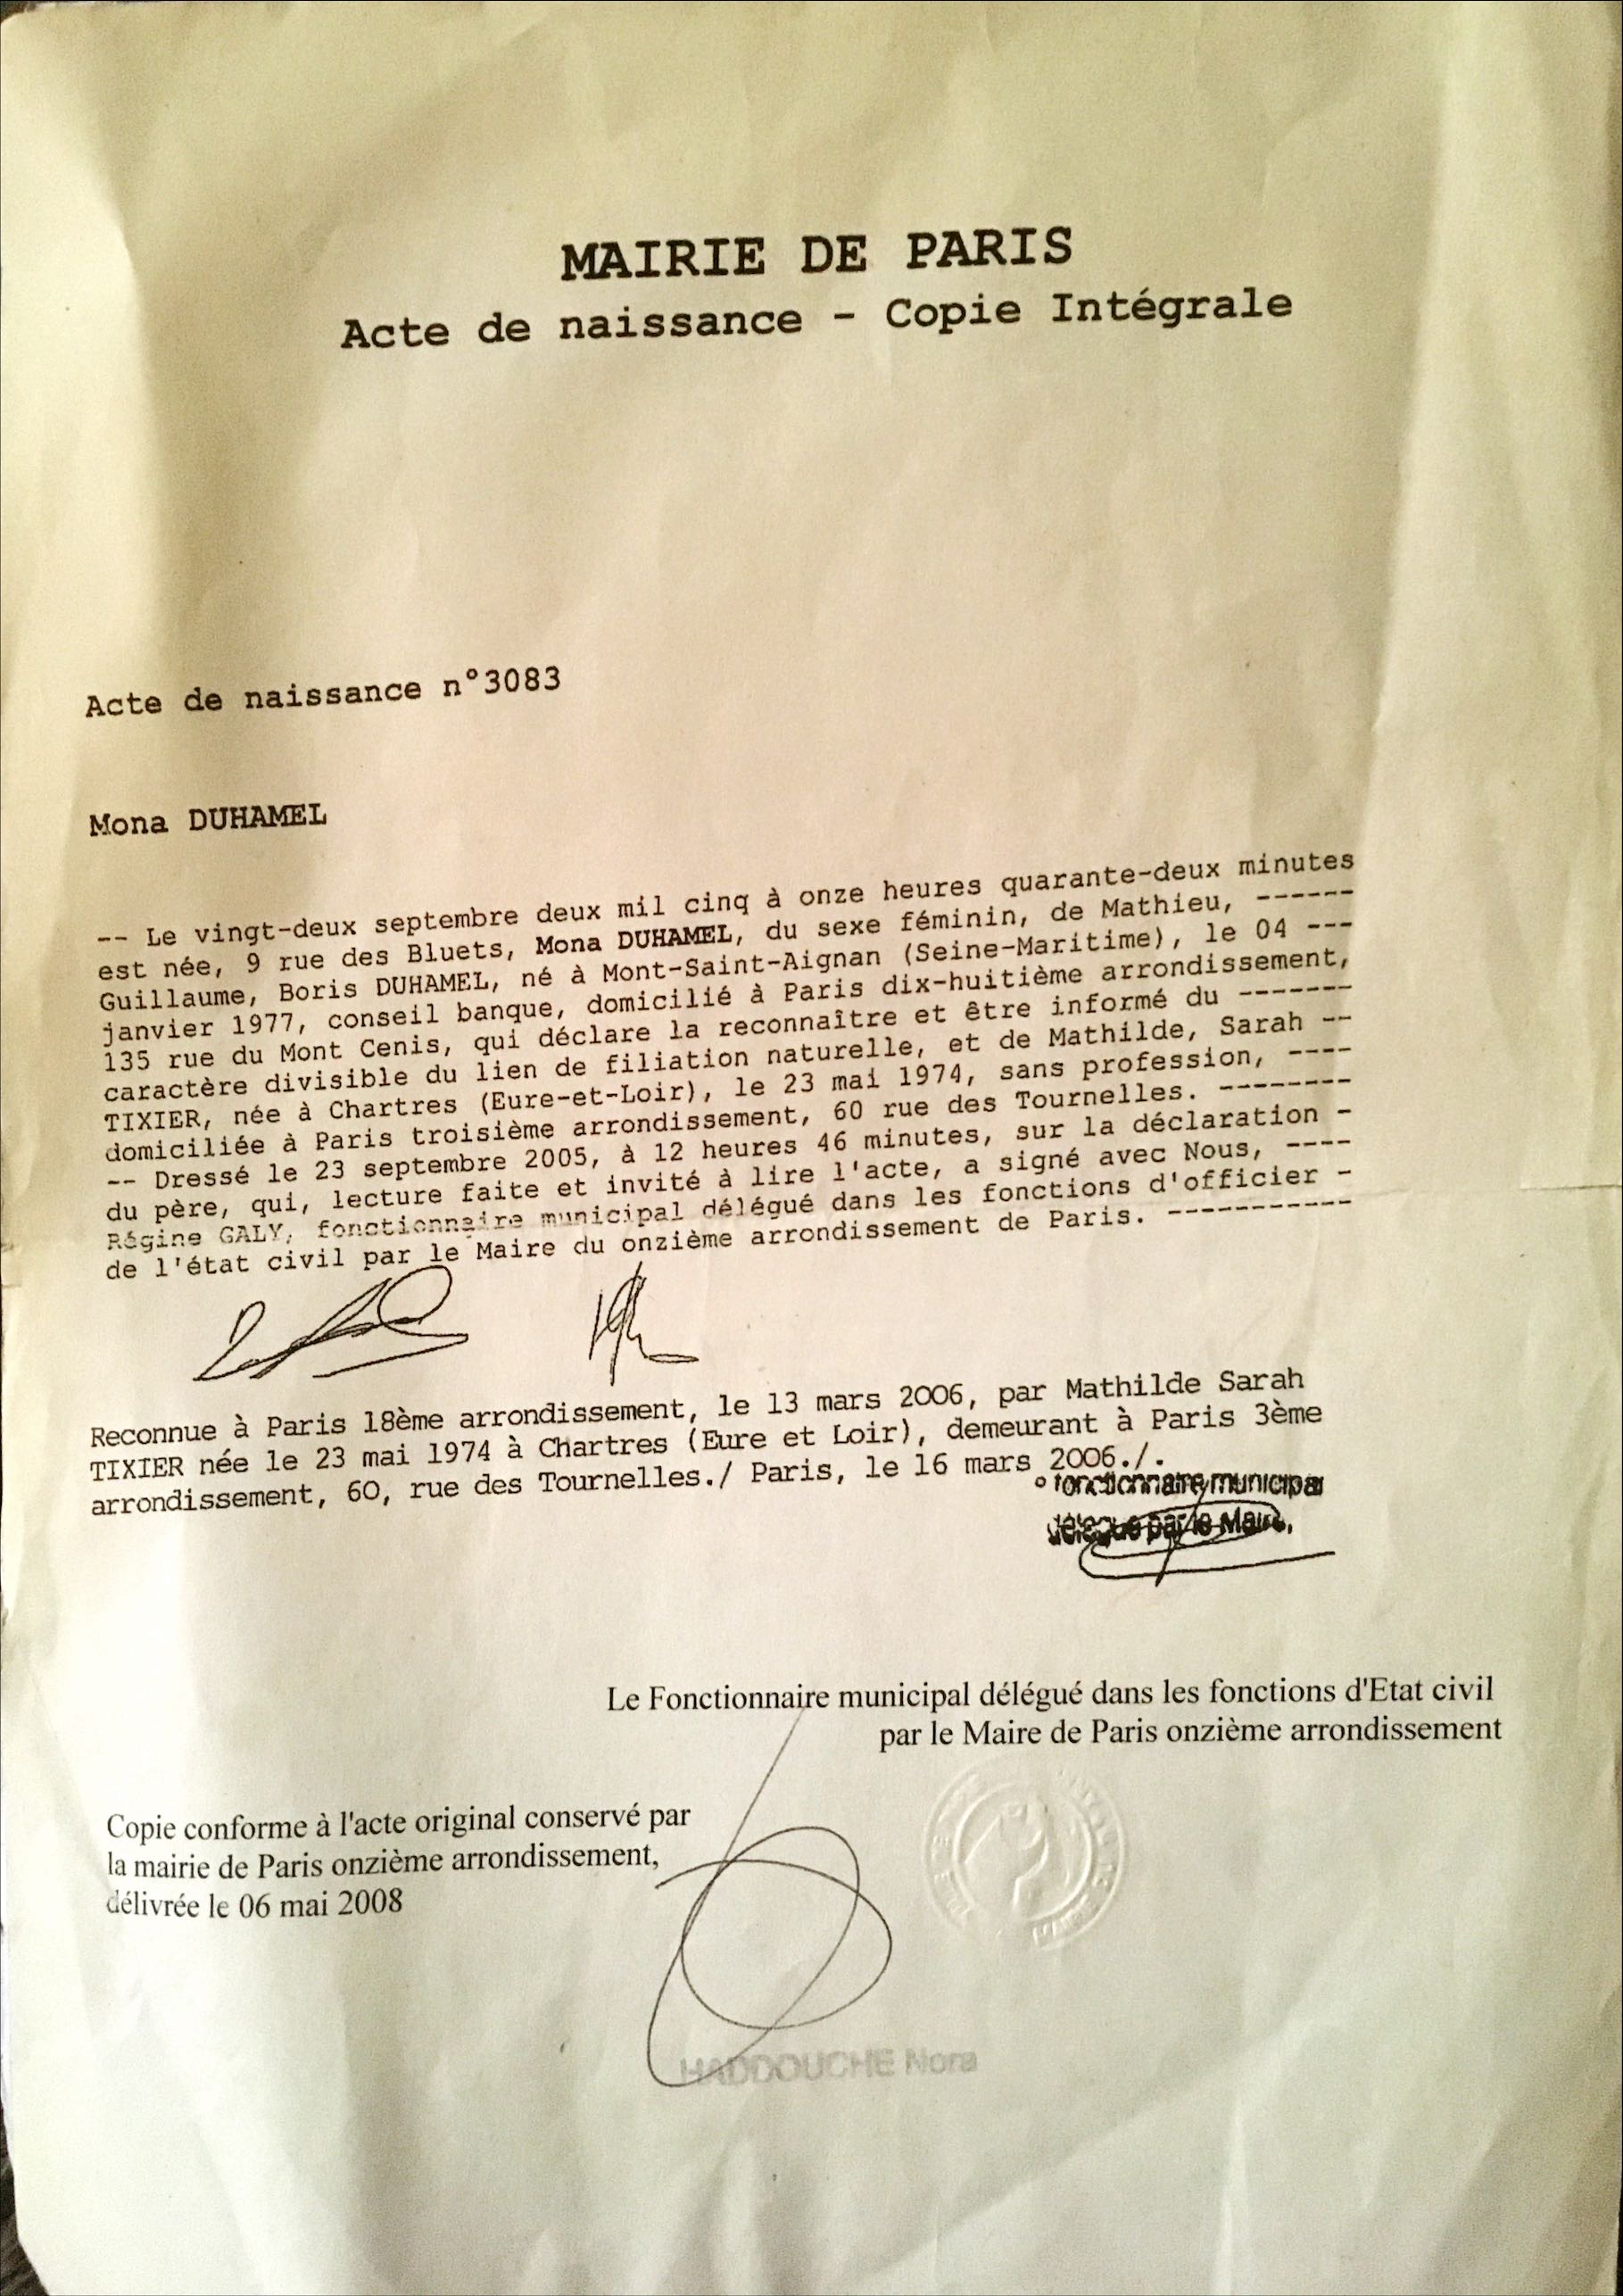 MAIRIE DE PARIS
Acte de naissance - Copie Intégrale
Acte de naissance n°3083
Mona DUHAMEL
-- Le vingt-deux septembre deux mil cinq à onze heures quarante-deux minutes
est née, 9 rue des Bluets, Mona DUHAMEL, du sexe féminin, de Mathieu, ------
Guillaume, Boris DUHAMEL, né à Mont-Saint-Aignan (Seine-Maritime), le 04 ---
janvier 1977, conseil banque, domicilié à Paris dix-huitième arrondissement,
135 rue du Mont Cenis, qui déclare la reconnaître et être informé du -------
caractère divisible du lien de filiation naturelle, et de Mathilde, Sarah --
TIXIER, née à Chartres (Eure-et-Loir), le 23 mai 1974, sans profession, ----
domiciliée à Paris troisième arrondissement, 60 rue des Tournelles. --------
-- Dressé le 23 septembre 2005, à 12 heures 46 minutes, sur la déclaration -
du père, qui, lecture faite et invité à lire l'acte, a signé avec Nous, ----
Régine GALY, fonctionnaire municipal délégué dans les fonctions d'officier -
de l'état civil par le Maire du onzième arrondissement de Paris. -----------
Reconnue à Paris 18ème arrondissement, le 13 mars 2006, par Mathilde Sarah
TIXIER née le 23 mai 1974 à Chartres (Eure et Loir), demeurant à Paris 3ème
arrondissement, 60, rue des Tournelles./ Paris, le 16 mars 2006./.
fonctionnaire municipal
délégué par le Maire,
Le Fonctionnaire municipal délégué dans les fonctions d'Etat civil
par le Maire de Paris onzième arrondissement
Copie conforme à l'acte original conservé par
la mairie de Paris onzième arrondissement,
délivrée le 06 mai 2008
HADDOUCHE Nora